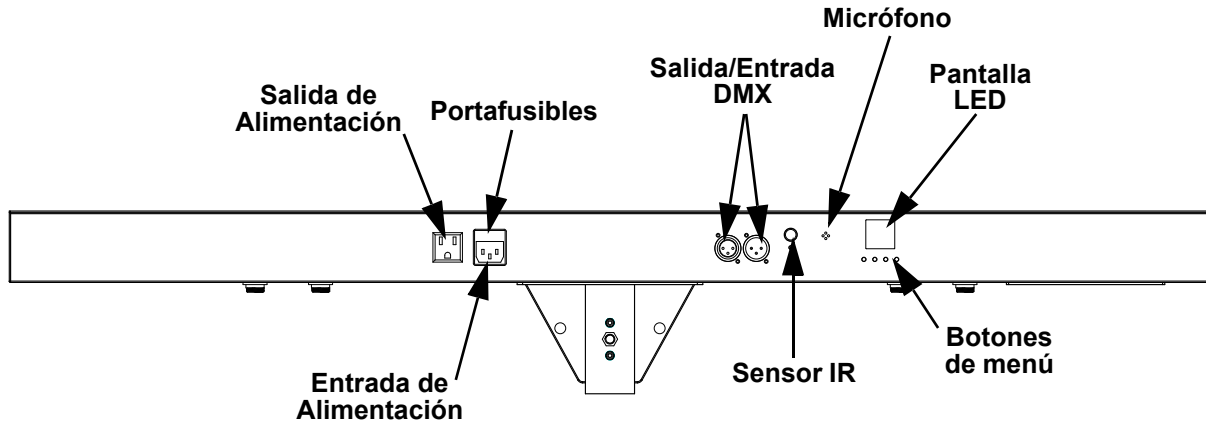 Micrófono
Salida/Entrada
DMX
Pantalla
LED
Salida de
Alimentación
Portafusibles
Entrada de
Alimentación
Sensor IR
Botones
de menú